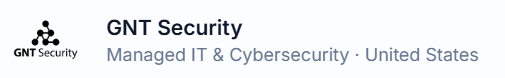 GNT Security
GNT Security
Managed IT & Cybersecurity · United States